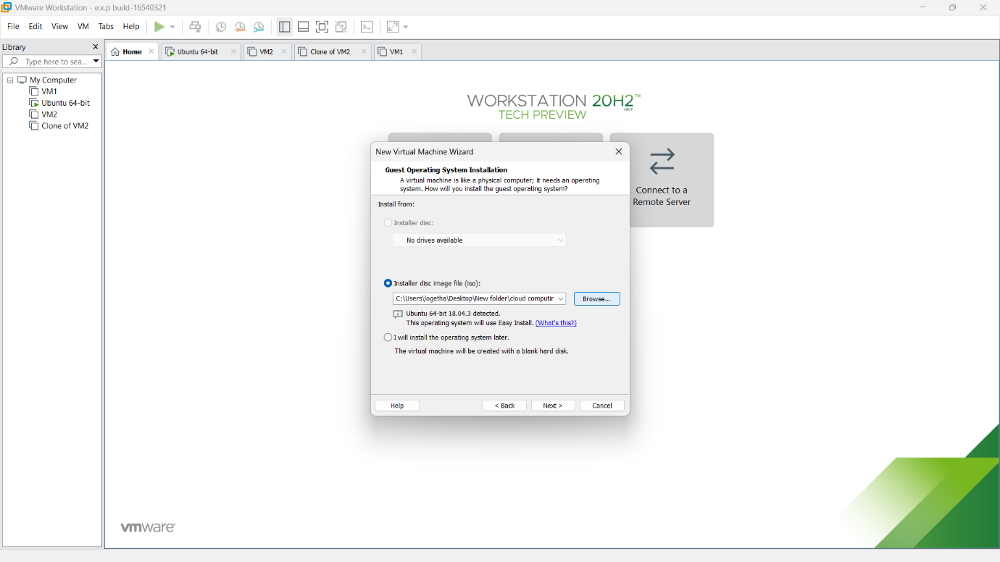 VMware Workstation - e.x.p build-16540321
File Edit View VM Tabs Help
Library
Type here to sea...
My Computer
VM1
Ubuntu 64-bit
VM2
Clone of VM2
Home
Ubuntu 64-bit
VM2
Clone of VM2
VM1
WORKSTATION 20H2™
JULY
TECH PREVIEW
Connect to a
Remote Server
New Virtual Machine Wizard
Guest Operating System Installation
A virtual machine is like a physical computer; it needs an operating
system. How will you install the guest operating system?
Install from:
Installer disc:
No drives available
Installer disc image file (iso):
C:\Users\logetha\Desktop\New folder\cloud computir
Browse...
Ubuntu 64-bit 18.04.3 detected.
This operating system will use Easy Install. (What's this?)
I will install the operating system later.
The virtual machine will be created with a blank hard disk.
Help
< Back
Next >
Cancel
vmware®